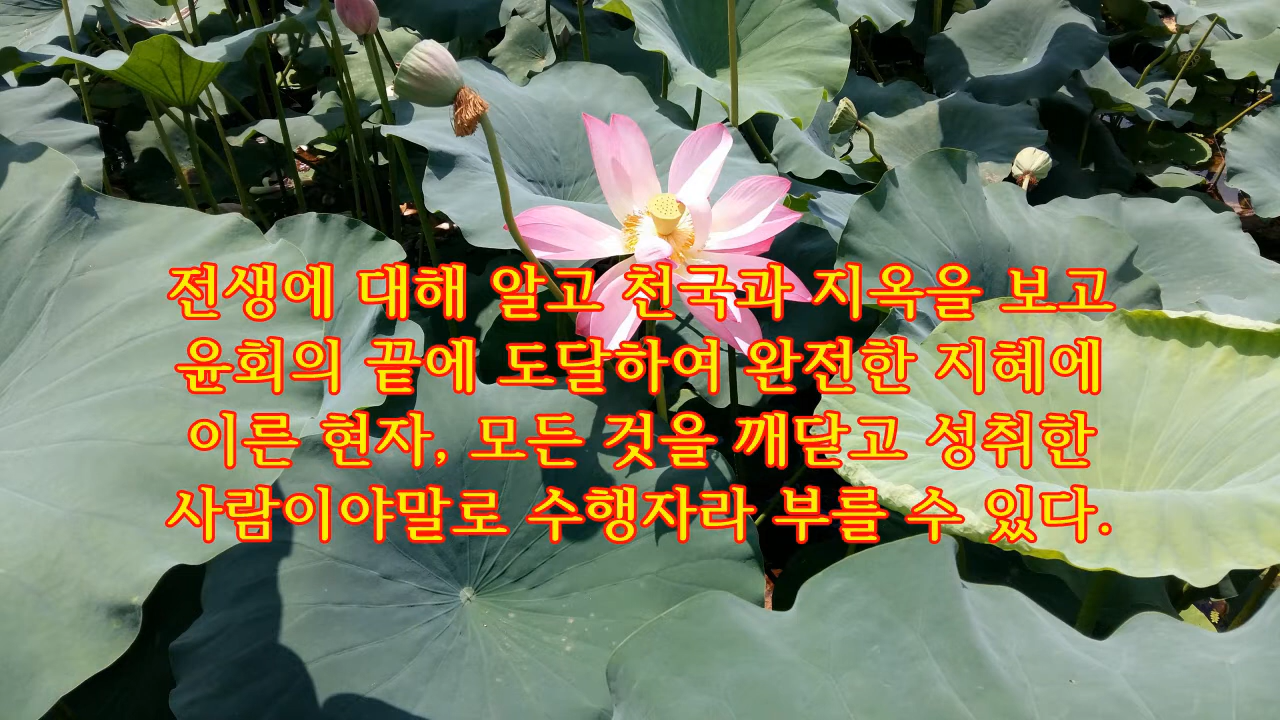 전생에 대해 알고 천국과 지옥을 보고
윤회의 끝에 도달하여 완전한 지혜에
이른 현자, 모든 것을 깨닫고 성취한
사람이야말로 수행자라 부를 수 있다.